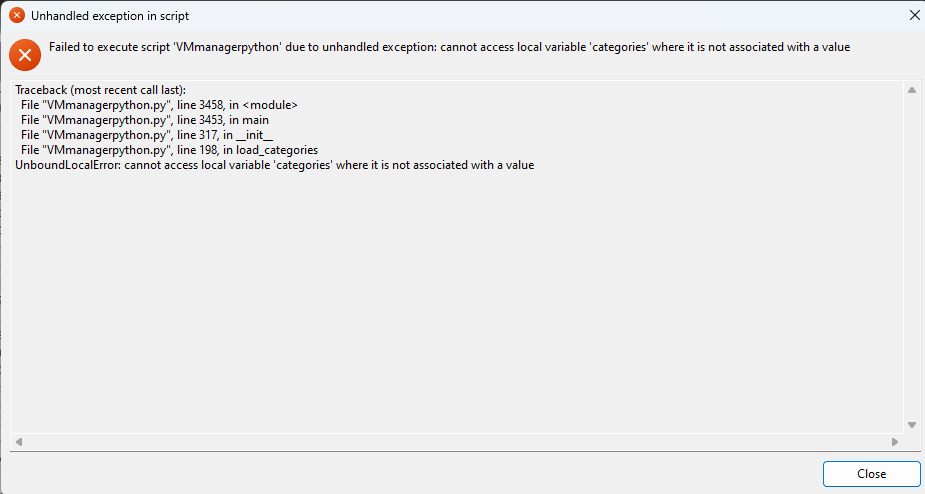 Unhandled exception in script
Failed to execute script 'VMmanagerpython' due to unhandled exception: cannot access local variable 'categories' where it is not associated with a value
Traceback (most recent call last):
  File "VMmanagerpython.py", line 3458, in <module>
  File "VMmanagerpython.py", line 3453, in main
  File "VMmanagerpython.py", line 317, in __init__
  File "VMmanagerpython.py", line 198, in load_categories
UnboundLocalError: cannot access local variable 'categories' where it is not associated with a value
Close